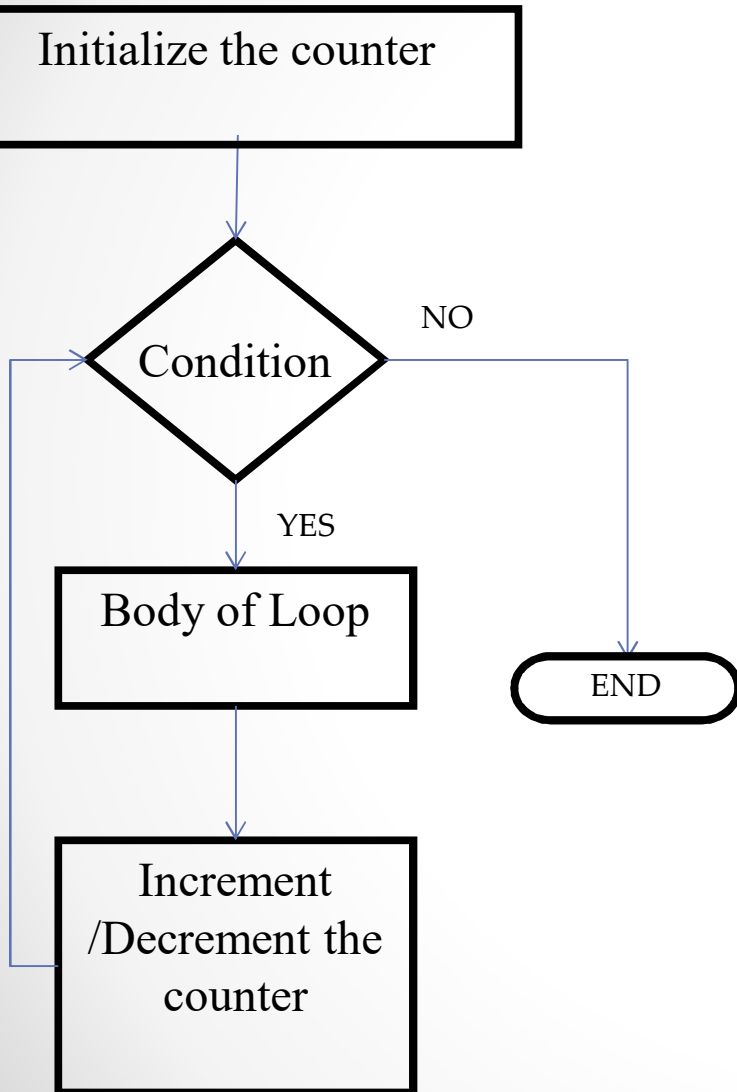 Initialize the counter
NO
Condition
YES
Body of Loop
END
Increment
/Decrement the
counter